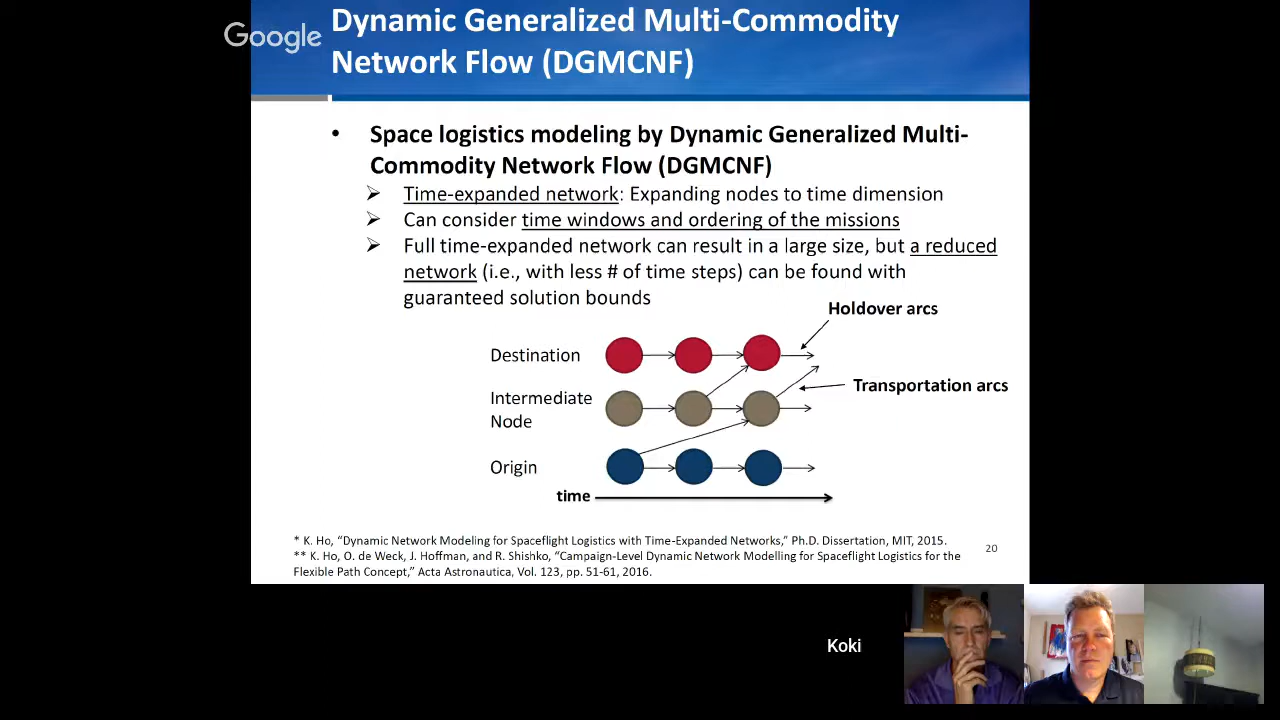 Google
Dynamic Generalized Multi-Commodity
Network Flow (DGMCNF)
• Space logistics modeling by Dynamic Generalized Multi-
Commodity Network Flow (DGMCNF)
➢ Time-expanded network: Expanding nodes to time dimension
➢ Can consider time windows and ordering of the missions
➢ Full time-expanded network can result in a large size, but a reduced
network (i.e., with less # of time steps) can be found with
guaranteed solution bounds
Holdover arcs
Destination
Transportation arcs
Intermediate
Node
Origin
time
* K. Ho, “Dynamic Network Modeling for Spaceflight Logistics with Time-Expanded Networks,” Ph.D. Dissertation, MIT, 2015.
** K. Ho, O. de Weck, J. Hoffman, and R. Shishko, “Campaign-Level Dynamic Network Modelling for Spaceflight Logistics for the
Flexible Path Concept,” Acta Astronautica, Vol. 123, pp. 51-61, 2016.
20
Koki